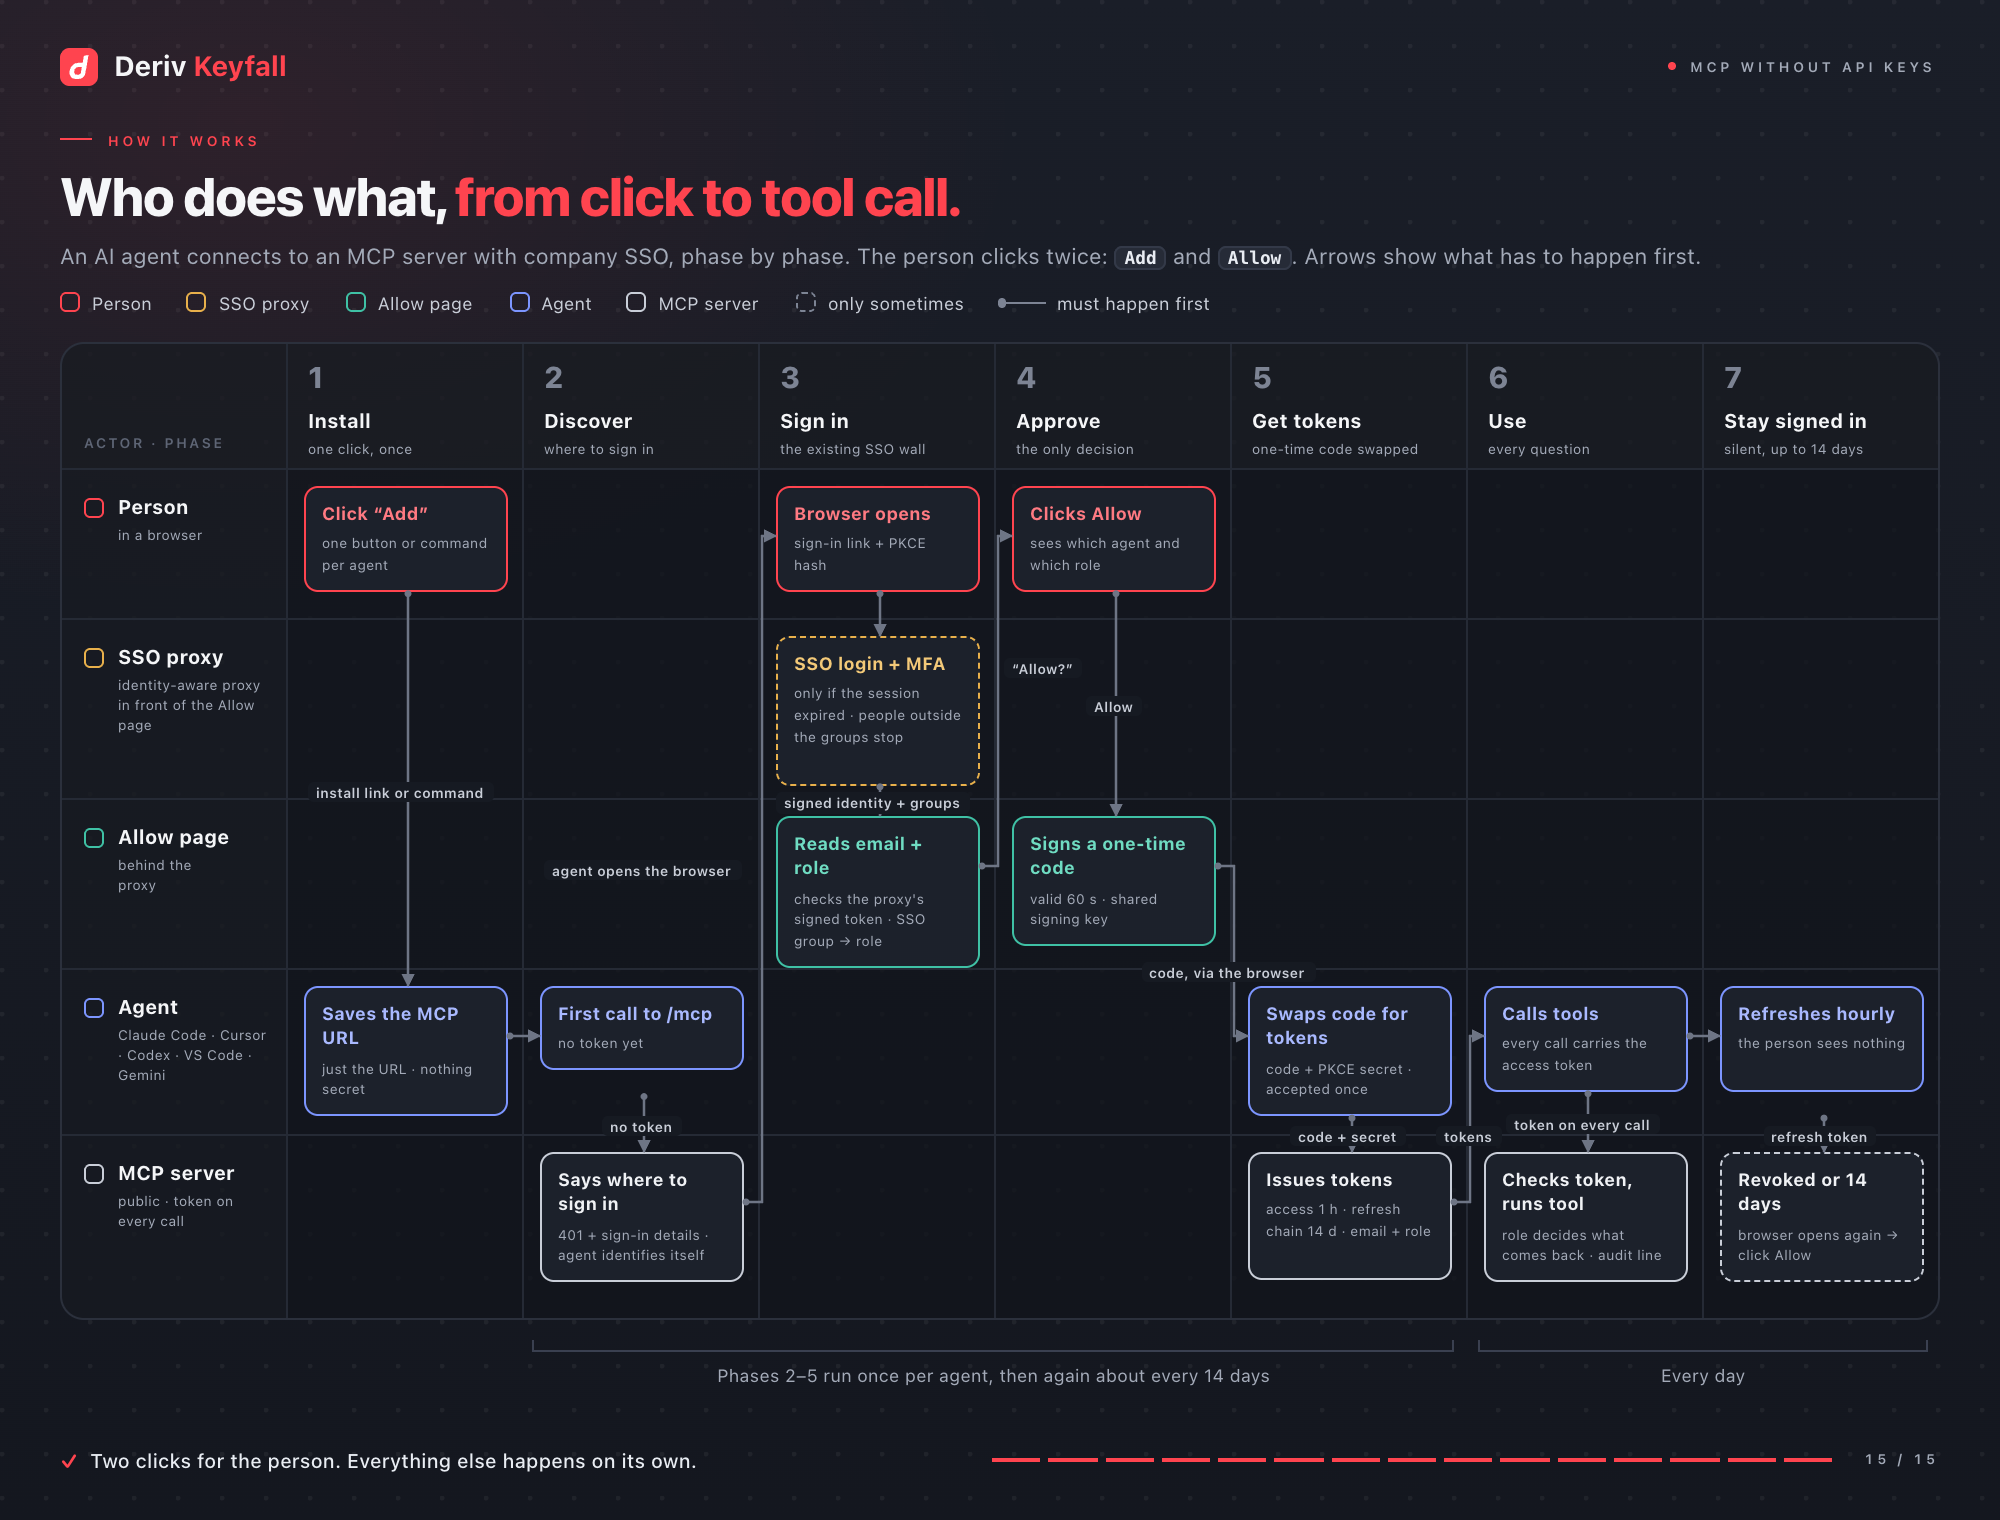 Deriv Keyfall
MCP WITHOUT API KEYS
HOW IT WORKS
Who does what, from click to tool call.
An AI agent connects to an MCP server with company SSO, phase by phase. The person clicks twice: Add and Allow. Arrows show what has to happen first.
Person
SSO proxy
Allow page
Agent
MCP server
only sometimes
must happen first
ACTOR · PHASE
1
Install
one click, once
2
Discover
where to sign in
3
Sign in
the existing SSO wall
4
Approve
the only decision
5
Get tokens
one-time code swapped
6
Use
every question
7
Stay signed in
silent, up to 14 days
Person
in a browser
Click “Add”
one button or command
per agent
Browser opens
sign-in link + PKCE
hash
Clicks Allow
sees which agent and
which role
SSO proxy
identity-aware proxy
in front of the Allow
page
SSO login + MFA
only if the session
expired · people outside
the groups stop
“Allow?”
Allow
install link or command
signed identity + groups
Allow page
behind the
proxy
agent opens the browser
Reads email +
role
checks the proxy's
signed token · SSO
group → role
Signs a one-time
code
valid 60 s · shared
signing key
code, via the browser
Agent
Claude Code · Cursor
· Codex · VS Code ·
Gemini
Saves the MCP
URL
just the URL · nothing
secret
First call to /mcp
no token yet
Swaps code for
tokens
code + PKCE secret ·
accepted once
Calls tools
every call carries the
access token
Refreshes hourly
the person sees nothing
no token
code + secret
tokens
token on every call
refresh token
MCP server
public · token on
every call
Says where to
sign in
401 + sign-in details ·
agent identifies itself
Issues tokens
access 1 h · refresh
chain 14 d · email + role
Checks token,
runs tool
role decides what
comes back · audit line
Revoked or 14
days
browser opens again →
click Allow
Phases 2–5 run once per agent, then again about every 14 days
Every day
Two clicks for the person. Everything else happens on its own.
15 / 15